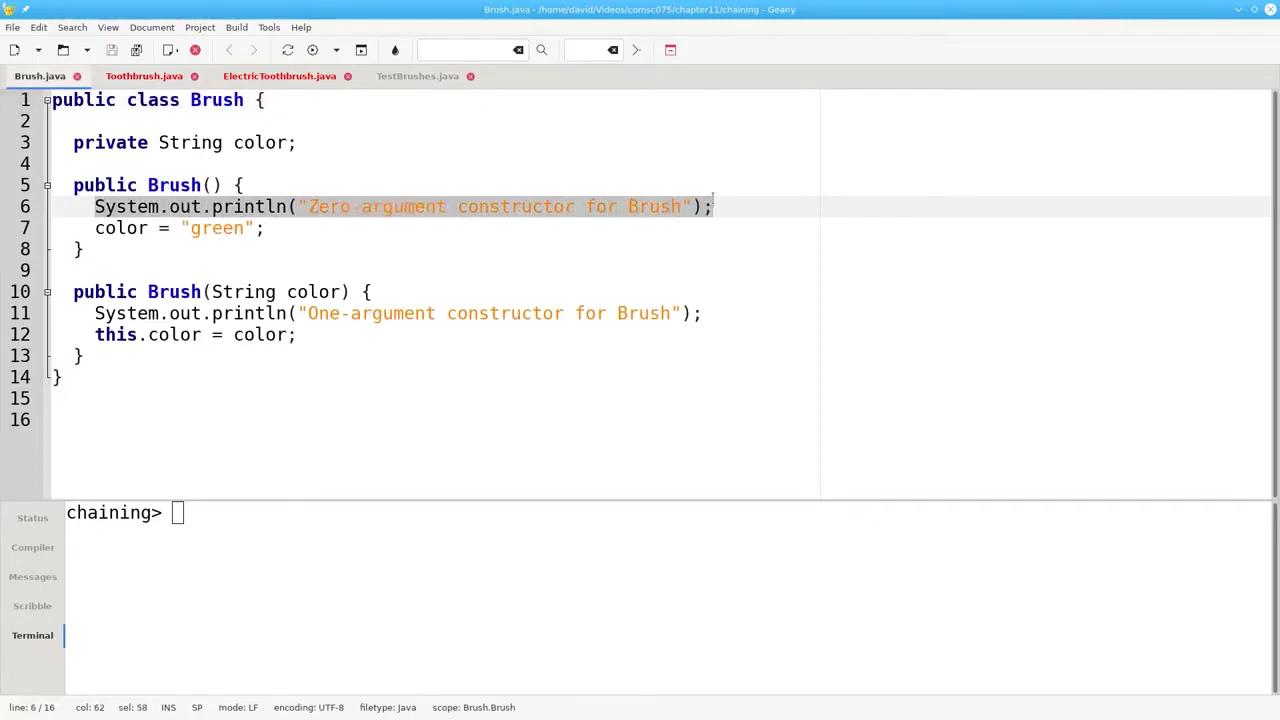 Brush.java - /home/david/Videos/comsc075/chapter11/chaining - Geany
File Edit Search View Document Project Build Tools Help
Brush.java Toothbrush.java ElectricToothbrush.java TestBrushes.java
1 public class Brush {
2
3 private String color;
4
5 public Brush() {
6 System.out.println("Zero-argument constructor for Brush");
7 color = "green";
8 }
9
10 public Brush(String color) {
11 System.out.println("One-argument constructor for Brush");
12 this.color = color;
13 }
14 }
15
16
Status
Compiler
Messages
Scribble
Terminal
chaining>
line: 6 / 16 col: 62 sel: 58 INS SP mode: LF encoding: UTF-8 filetype: Java scope: Brush.Brush